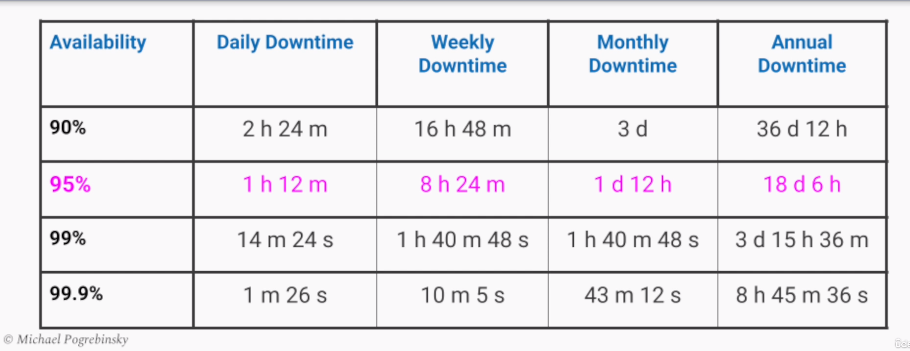 Availability Daily Downtime Weekly Downtime Monthly Downtime Annual Downtime
90% 2 h 24 m 16 h 48 m 3 d 36 d 12 h
95% 1 h 12 m 8 h 24 m 1 d 12 h 18 d 6 h
99% 14 m 24 s 1 h 40 m 48 s 1 h 40 m 48 s 3 d 15 h 36 m
99.9% 1 m 26 s 10 m 5 s 43 m 12 s 8 h 45 m 36 s
© Michael Pogrebinsky